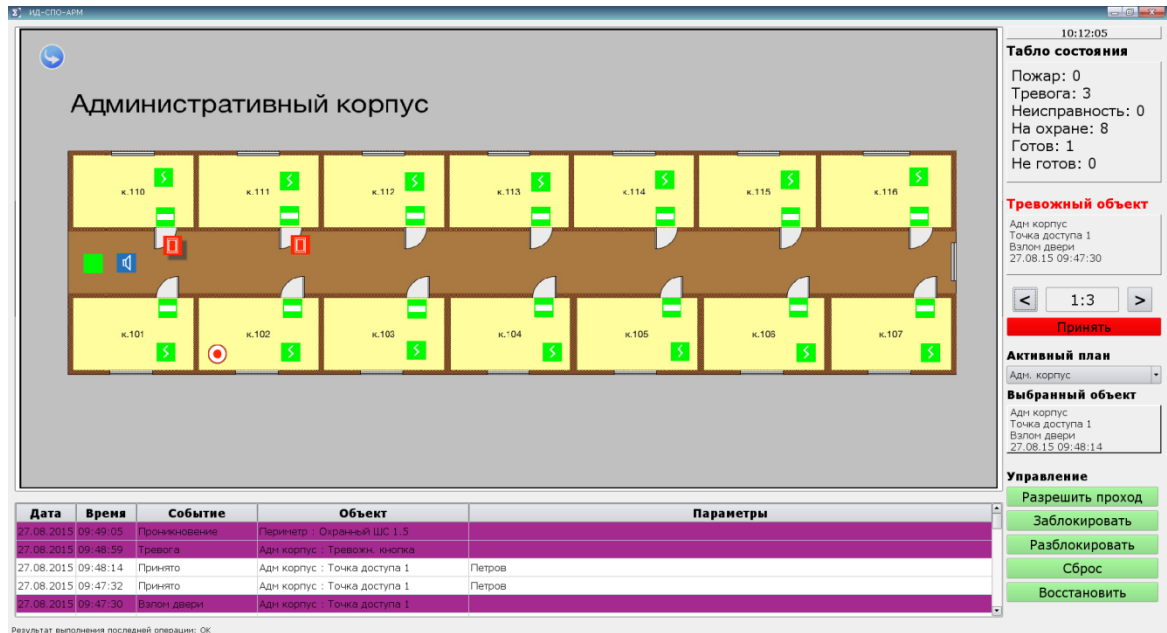 ИД-СПО-АРМ
Административный корпус
к.110 к.111 к.112 к.113 к.114 к.115 к.116
к.101 к.102 к.103 к.104 к.105 к.106 к.107
10:12:05
Табло состояния
Пожар: 0
Тревога: 3
Неисправность: 0
На охране: 8
Готов: 1
Не готов: 0
Тревожный объект
Адм корпус
Точка доступа 1
Взлом двери
27.08.15 09:47:30
< 1:3 >
Принять
Активный план
Адм. корпус
Выбранный объект
Адм корпус
Точка доступа 1
Взлом двери
27.08.15 09:48:14
Управление
Разрешить проход
Заблокировать
Разблокировать
Сброс
Восстановить
Дата Время Событие Объект Параметры
27.08.2015 09:49:05 Проникновение Периметр : Охранный ШС 1.5
27.08.2015 09:48:59 Тревога Адм корпус : Тревожн. кнопка
27.08.2015 09:48:14 Принято Адм корпус : Точка доступа 1 Петров
27.08.2015 09:47:32 Принято Адм корпус : Точка доступа 1 Петров
27.08.2015 09:47:30 Взлом двери Адм корпус : Точка доступа 1
Результат выполнения последней операции: OK